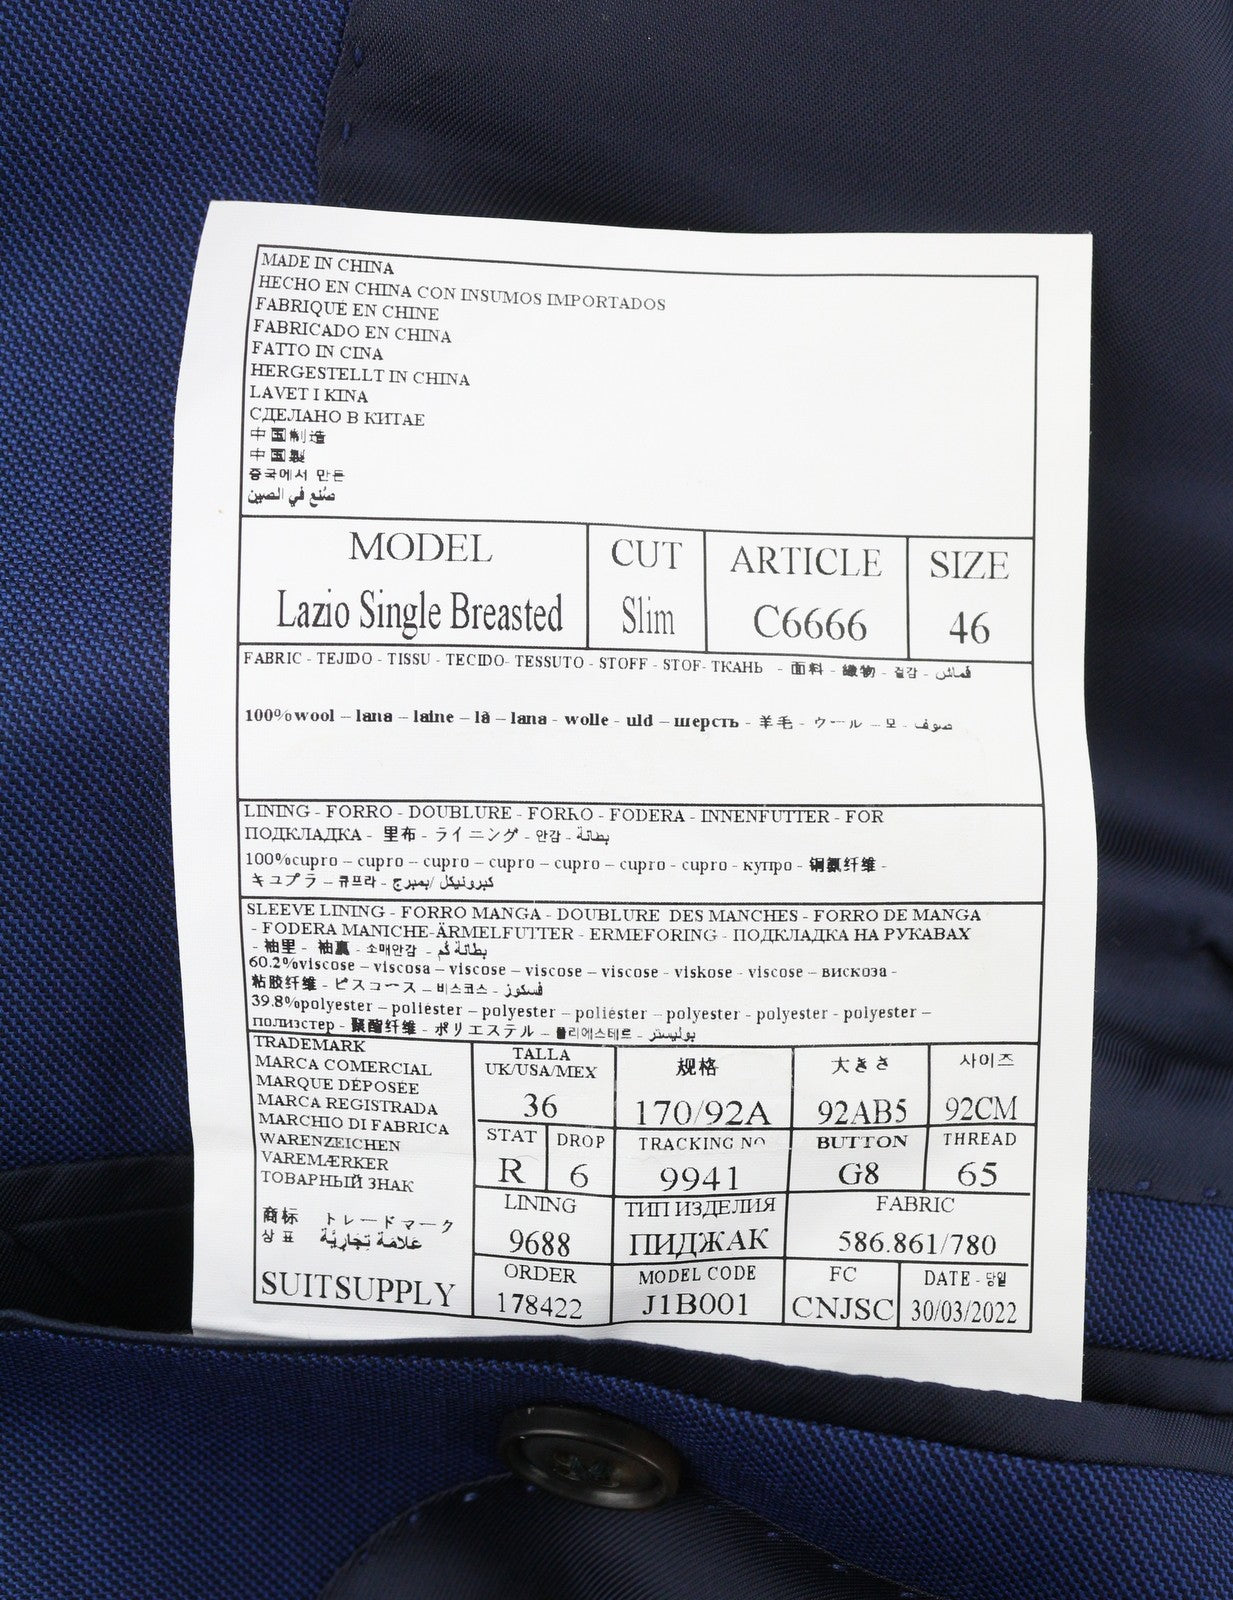 MADE IN CHINA
HECHO EN CHINA CON INSUMOS IMPORTADOS
FABRIQUÉ EN CHINE
FABRICADO EN CHINA
FATTO IN CINA
HERGESTELLT IN CHINA
LAVET I KINA
СДЕЛАНО В КИТАЕ
中国制造
中国製
중국에서 만든
صُنع في الصين
MODEL
Lazio Single Breasted
CUT
Slim
ARTICLE
C6666
SIZE
46
FABRIC - TEJIDO - TISSU - TECIDO- TESSUTO - STOFF - STOF- ТКАНЬ - 面料 - 織物 - 겉감 - قماش
100%wool – lana – laine – lã – lana - wolle - uld – шерсть - 羊毛 - ウール – 모 - صوف
LINING - FORRO - DOUBLURE - FORRO - FODERA - INNENFUTTER - FOR
ПОДКЛАДКА - 里布 - ライニング - 안감 - بطانة
100%cupro – cupro – cupro – cupro – cupro – cupro - cupro - купро - 铜氨纤维 -
キュプラ – 큐프라 - كبرونيكل /بمبرج
SLEEVE LINING - FORRO MANGA - DOUBLURE DES MANCHES - FORRO DE MANGA
- FODERA MANICHE-ÄRMELFUTTER - ERMEFORING - ПОДКЛАДКА НА РУКАВАХ
- 袖里 - 袖裏 - 소매안감 - بطانة كم
60.2%viscose – viscosa – viscose – viscose – viscose - viskose - viscose – вискоза -
粘胶纤维 - ビスコース – 비스코스 - فسكوز
39.8%polyester – poliéster – polyester – poliéster – polyester - polyester - polyester –
полиэстер - 聚酯纤维 - ポリエステル – 폴리에스테르 - بوليستر
TRADEMARK
MARCA COMERCIAL
MARQUE DÉPOSÉE
MARCA REGISTRADA
MARCHIO DI FABRICA
WARENZEICHEN
VAREMÆRKER
ТОВАРНЫЙ ЗНАК
商标 トレードマーク
상표 عَلامَة تِجَارِيَّة
SUITSUPPLY
TALLA
UK/USA/MEX
36
规格
170/92A
大きさ
92AB5
사이즈
92CM
STAT
R
DROP
6
TRACKING NO
9941
BUTTON
G8
THREAD
65
LINING
9688
ТИП ИЗДЕЛИЯ
ПИДЖАК
FABRIC
586.861/780
ORDER
178422
MODEL CODE
J1B001
FC
CNJSC
DATE - 당일
30/03/2022